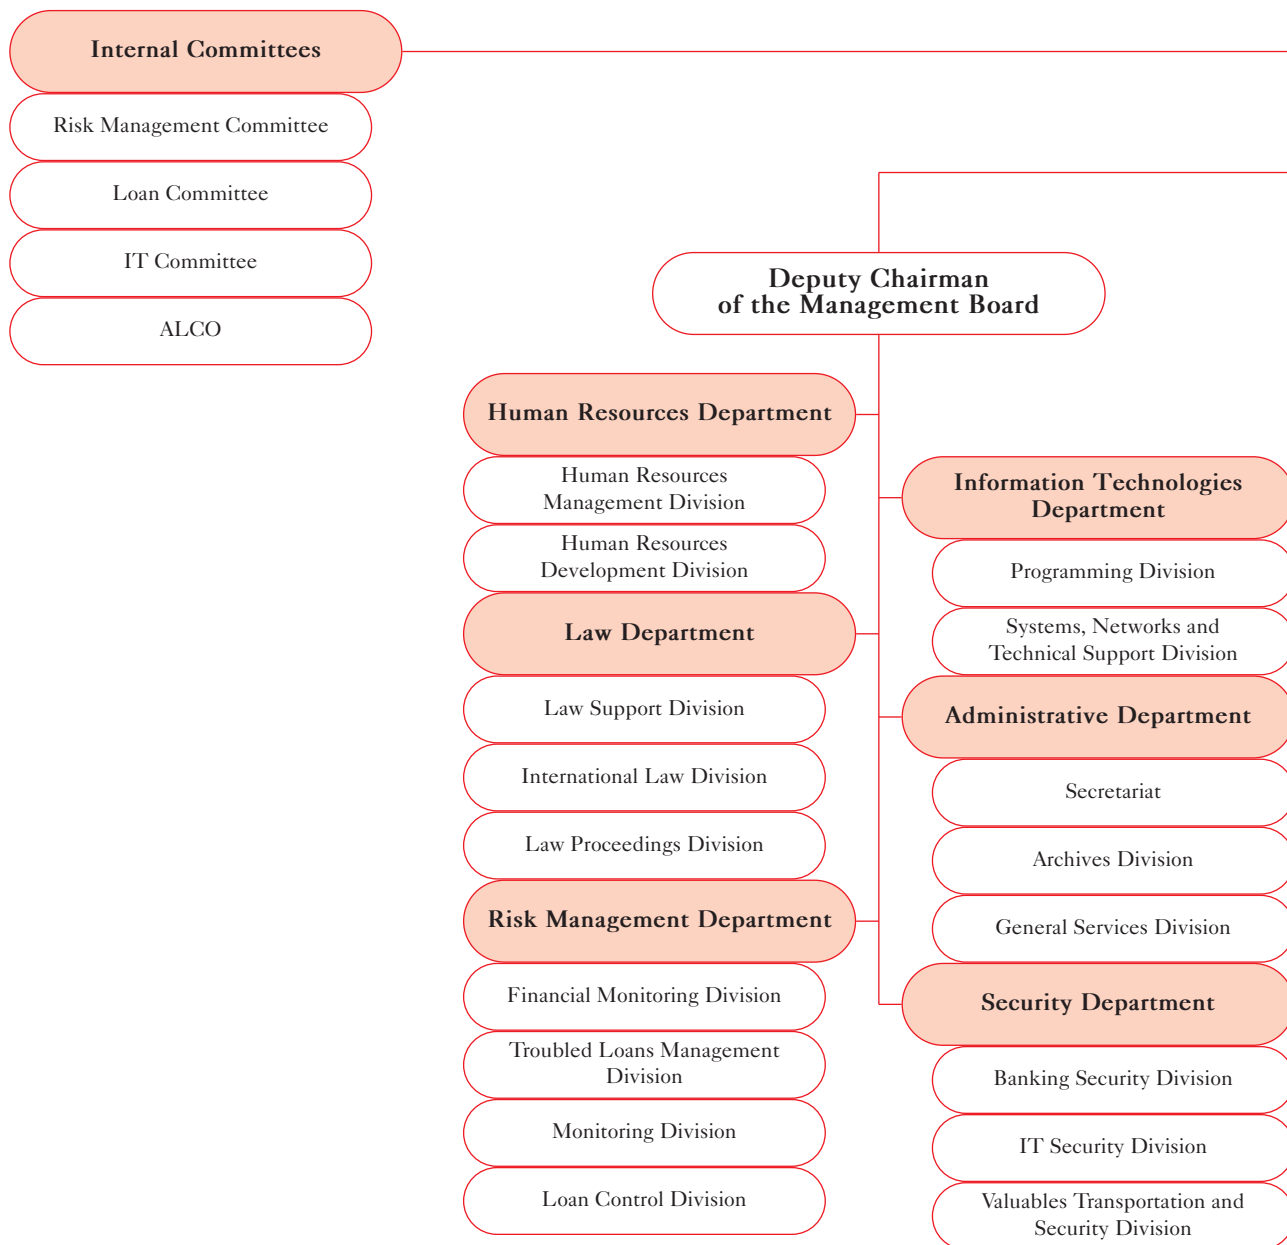 Internal Committees
Risk Management Committee
Loan Committee
IT Committee
ALCO
Deputy Chairman
of the Management Board
Human Resources Department
Human Resources
Management Division
Human Resources
Development Division
Law Department
Law Support Division
International Law Division
Law Proceedings Division
Risk Management Department
Financial Monitoring Division
Troubled Loans Management
Division
Monitoring Division
Loan Control Division
Information Technologies
Department
Programming Division
Systems, Networks and
Technical Support Division
Administrative Department
Secretariat
Archives Division
General Services Division
Security Department
Banking Security Division
IT Security Division
Valuables Transportation and
Security Division